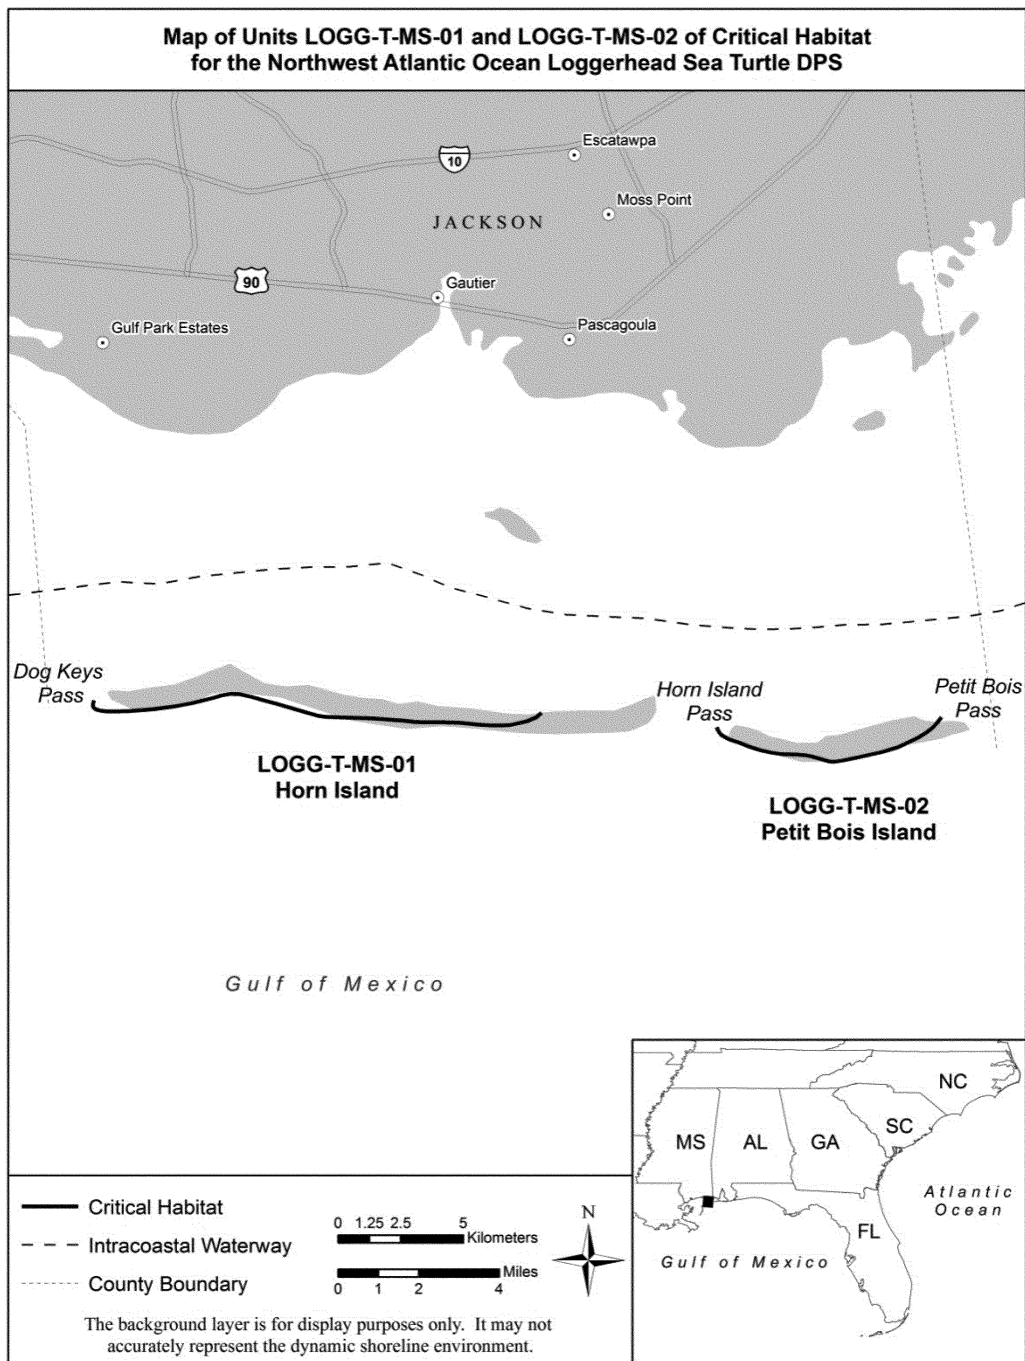 Map of Units LOGG-T-MS-01 and LOGG-T-MS-02 of Critical Habitat
for the Northwest Atlantic Ocean Loggerhead Sea Turtle DPS
Escatawpa
10
Moss Point
JACKSON
90
Gautier
Gulf Park Estates
Pascagoula
Dog Keys
Pass
Horn Island
Pass
Petit Bois
Pass
LOGG-T-MS-01
Horn Island
LOGG-T-MS-02
Petit Bois Island
Gulf of Mexico
NC
SC
MS
AL
GA
Atlantic
Ocean
FL
Gulf of Mexico
Critical Habitat
Intracoastal Waterway
County Boundary
0 1.25 2.5 5
Kilometers
Miles
0 1 2 4
N
The background layer is for display purposes only. It may not
accurately represent the dynamic shoreline environment.